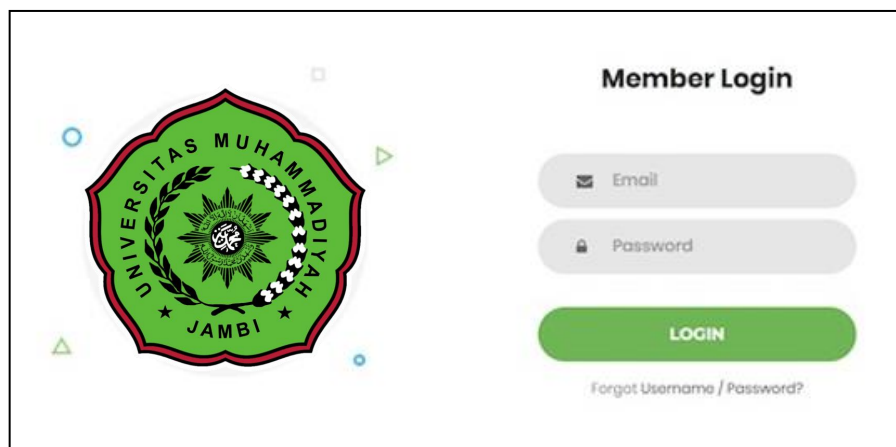 UNIVERSITAS MUHAMMADIYAH
JAMBI
Member Login
Email
Password
LOGIN
Forgot Username / Password?